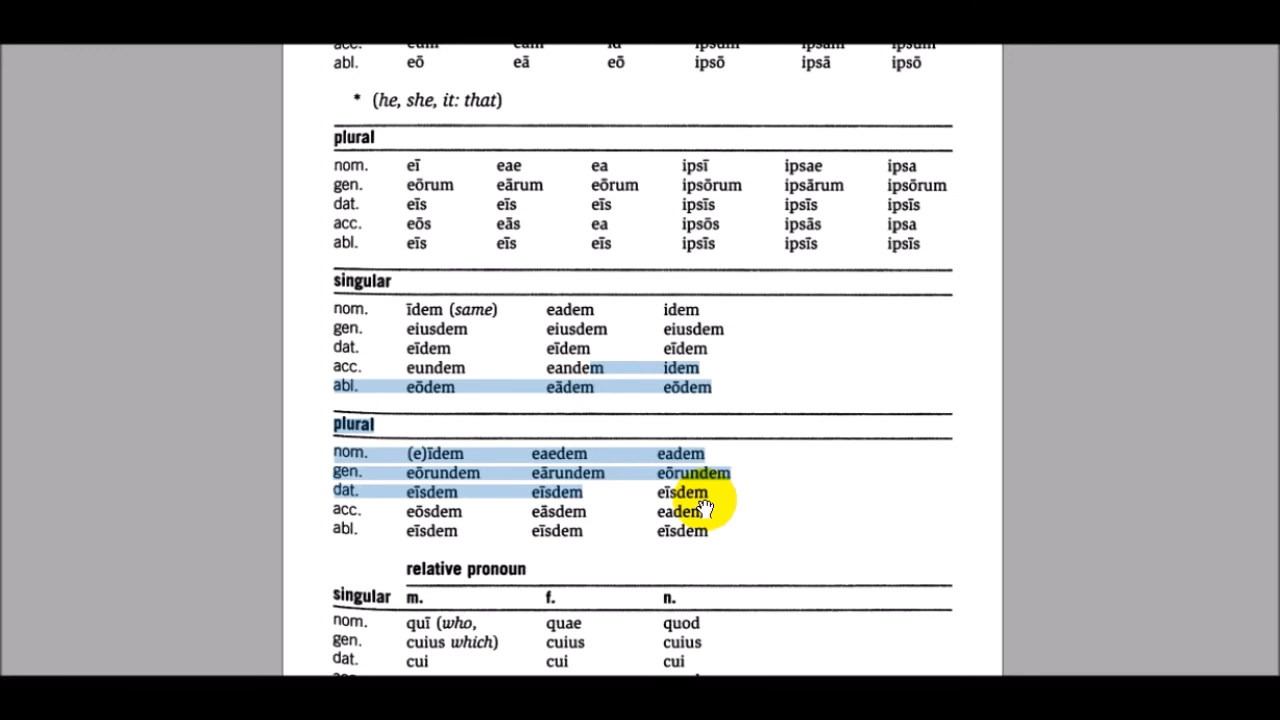 abl. eō eā eō ipsō ipsā ipsō
* (he, she, it: that)
plural
nom. eī eae ea ipsī ipsae ipsa
gen. eōrum eārum eōrum ipsōrum ipsārum ipsōrum
dat. eīs eīs eīs ipsīs ipsīs ipsīs
acc. eōs eās ea ipsōs ipsās ipsa
abl. eīs eīs eīs ipsīs ipsīs ipsīs
singular
nom. īdem (same) eadem idem
gen. eiusdem eiusdem eiusdem
dat. eīdem eīdem eīdem
acc. eundem eandem idem
abl. eōdem eādem eōdem
plural
nom. (e)īdem eaedem eadem
gen. eōrundem eārundem eōrundem
dat. eīsdem eīsdem eīsdem
acc. eōsdem eāsdem eadem
abl. eīsdem eīsdem eīsdem
relative pronoun
singular m. f. n.
nom. quī (who, quae quod
gen. cuius which) cuius cuius
dat. cui cui cui